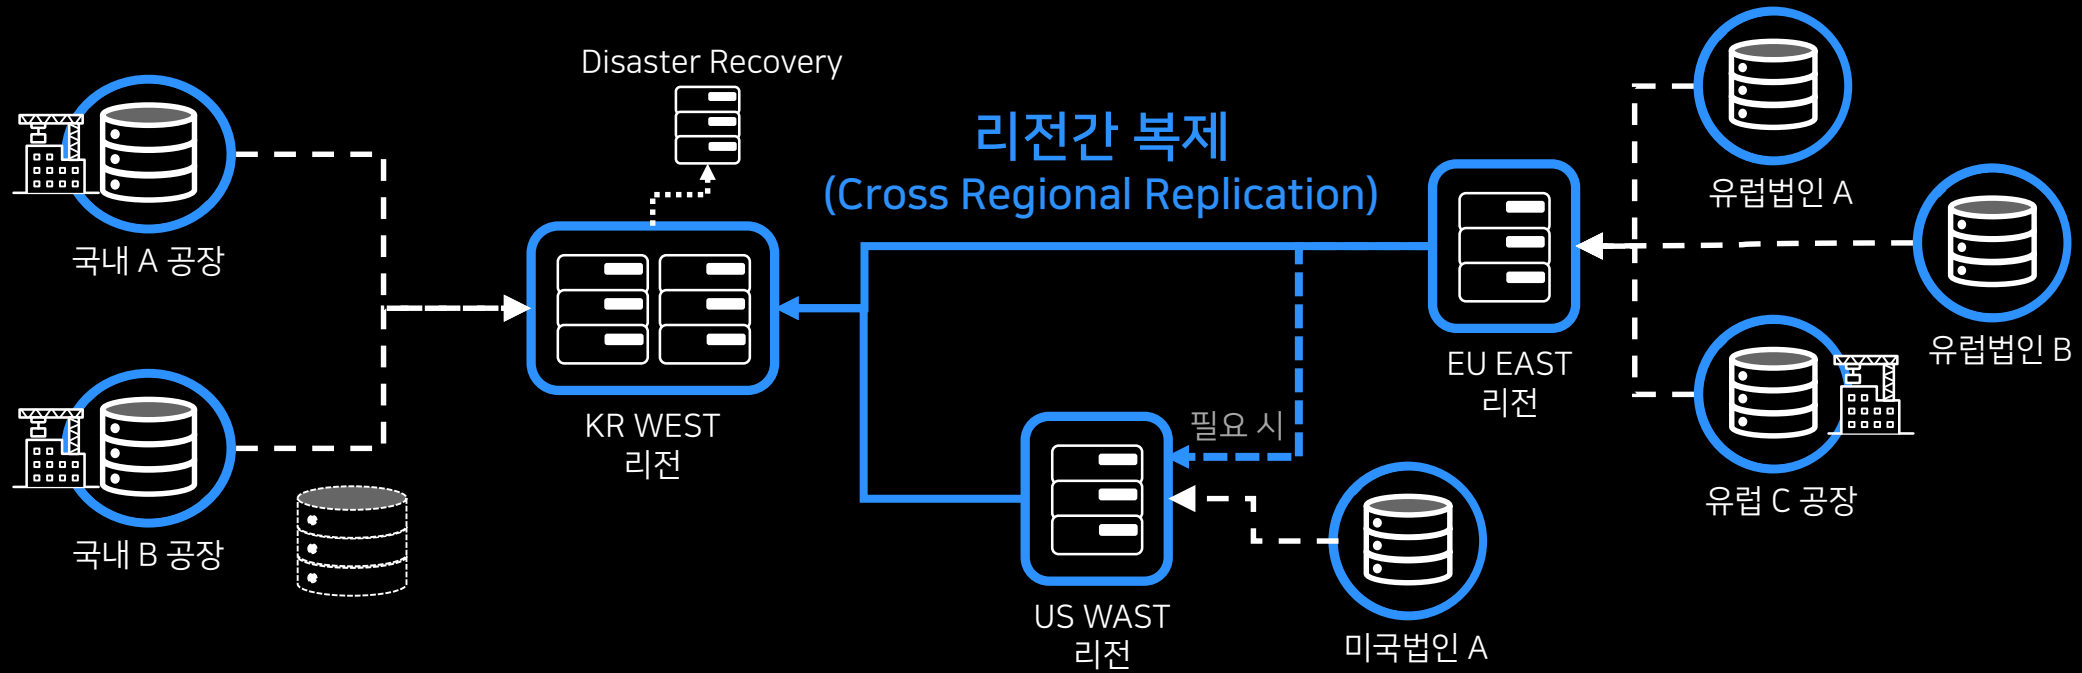 Disaster Recovery
리전간 복제
(Cross Regional Replication)
국내 A 공장
국내 B 공장
KR WEST
리전
EU EAST
리전
필요 시
US WAST
리전
미국법인 A
유럽법인 A
유럽법인 B
유럽 C 공장